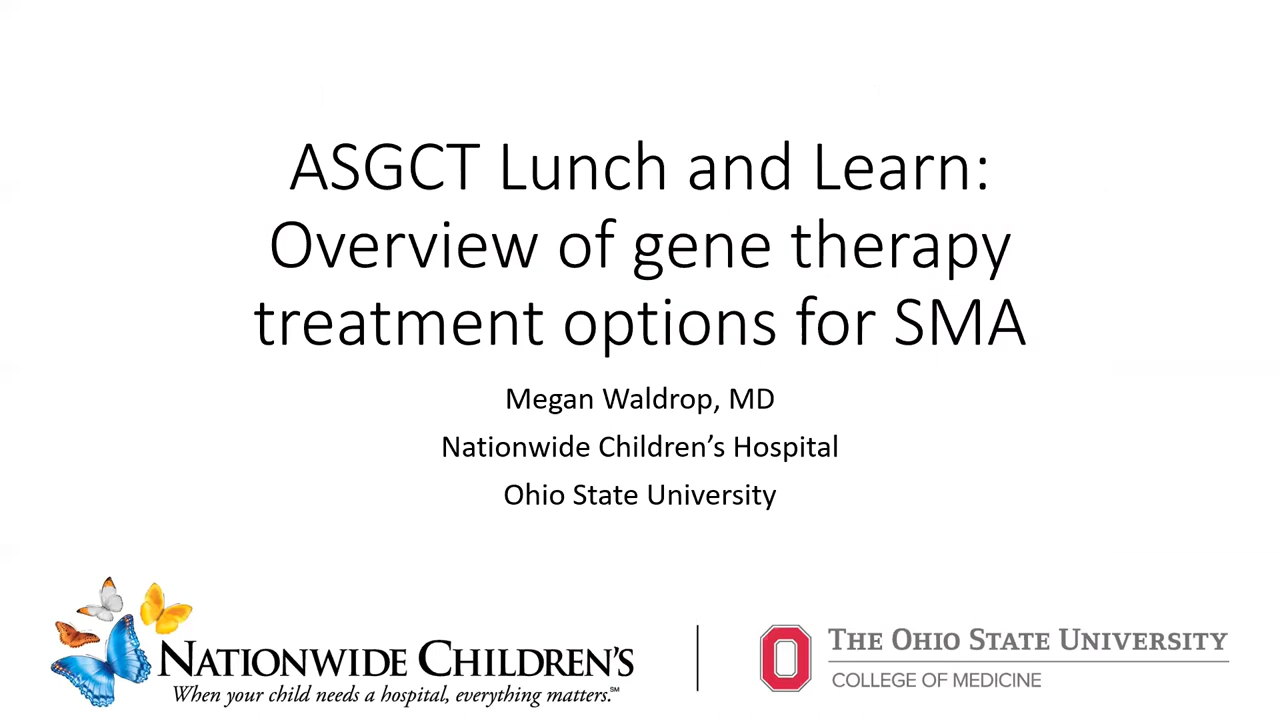 ASGCT Lunch and Learn:
Overview of gene therapy
treatment options for SMA
Megan Waldrop, MD
Nationwide Children’s Hospital
Ohio State University
NATIONWIDE CHILDREN’S
When your child needs a hospital, everything matters.℠
THE OHIO STATE UNIVERSITY
COLLEGE OF MEDICINE